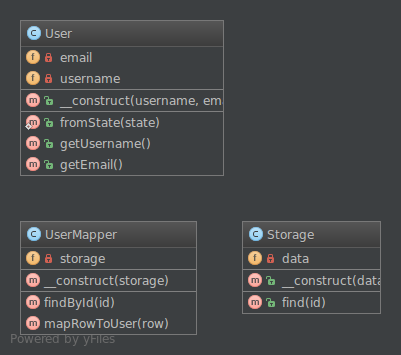 C User
f email
f username
m __construct(username, em
m fromState(state)
m getUsername()
m getEmail()
C UserMapper
f storage
m __construct(storage)
m findById(id)
m mapRowToUser(row)
C Storage
f data
m __construct(data
m find(id)
Powered by yFiles